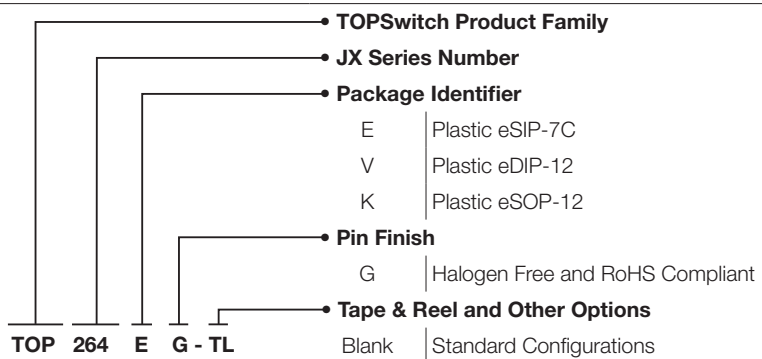 TOPSwitch Product Family
JX Series Number
Package Identifier
E Plastic eSIP-7C
V Plastic eDIP-12
K Plastic eSOP-12
Pin Finish
G Halogen Free and RoHS Compliant
Tape & Reel and Other Options
TOP 264 E G - TL Blank Standard Configurations